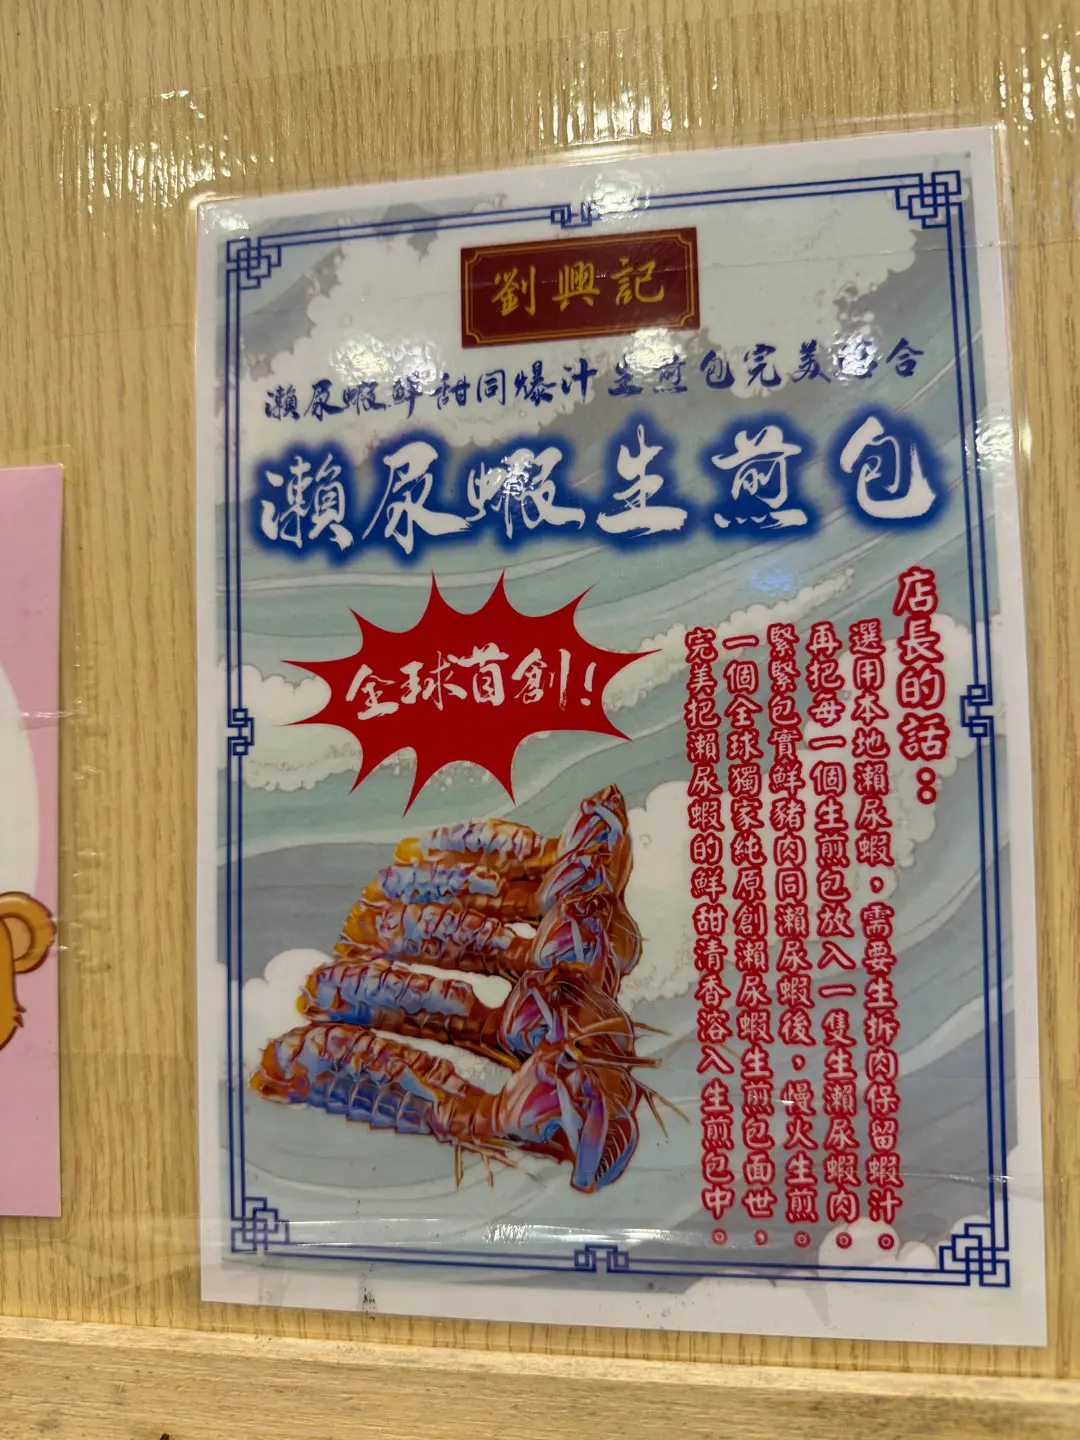 劉興記
瀨尿蝦鮮甜同爆汁生煎包完美
合
瀨尿蝦生煎包
全球首創！
店長的話：
選用本地瀨尿蝦，需要生拆肉保留蝦汁。
再把每一個生煎包放入一隻生瀨尿蝦肉。
緊緊包實鮮豬肉同瀨尿蝦後，慢火生煎。
一個全球獨家純原創瀨尿蝦生煎包面世，
完美把瀨尿蝦的鮮甜清香溶入生煎包中。